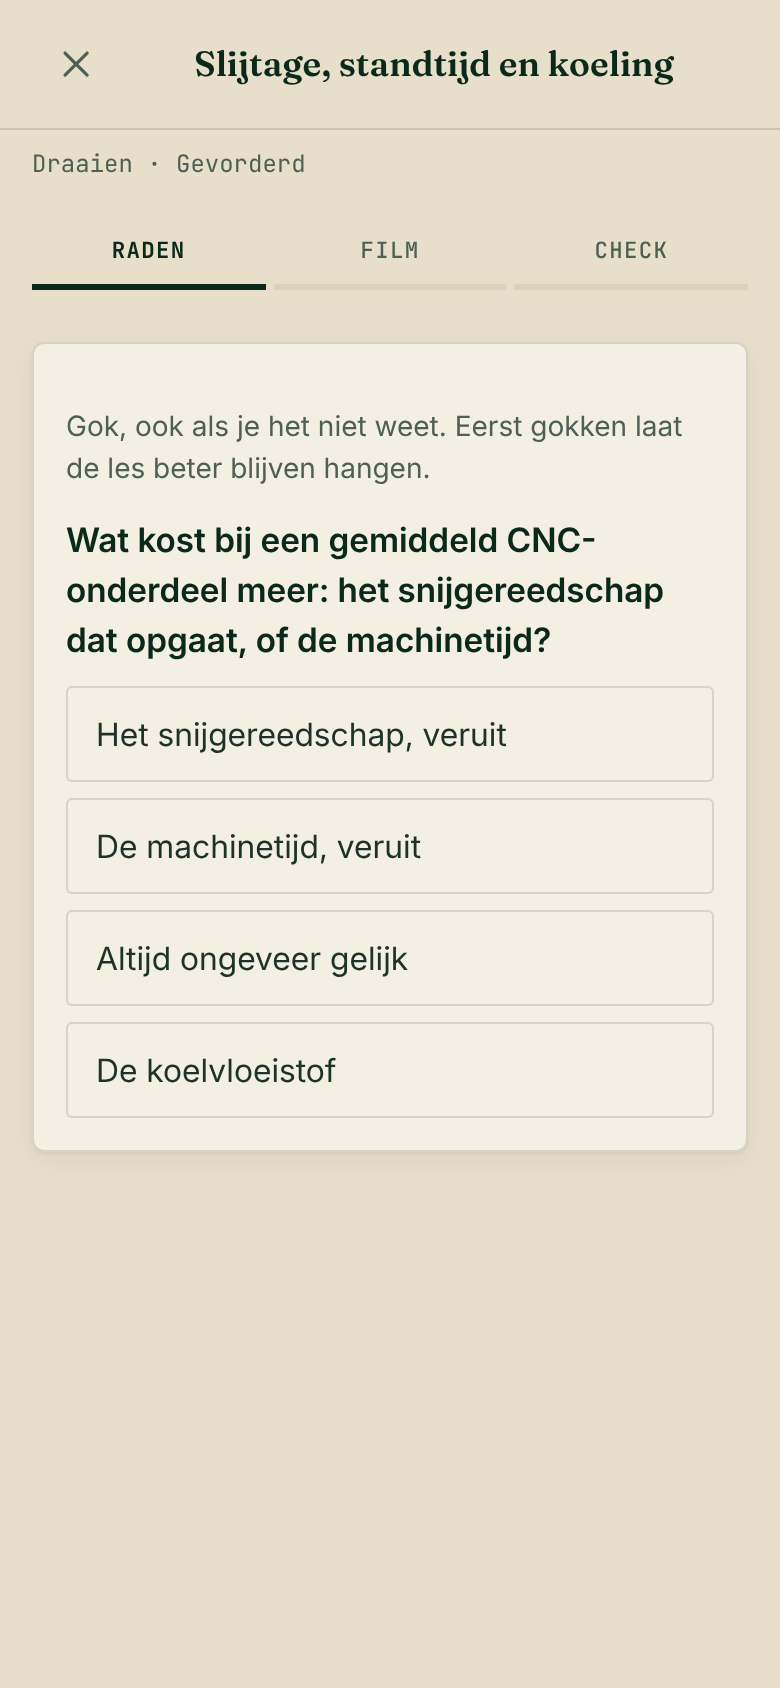 Slijtage, standtijd en koeling
Draaien · Gevorderd
RADEN
FILM
CHECK
Gok, ook als je het niet weet. Eerst gokken laat
de les beter blijven hangen.
Wat kost bij een gemiddeld CNC-
onderdeel meer: het snijgereedschap
dat opgaat, of de machinetijd?
Het snijgereedschap, veruit
De machinetijd, veruit
Altijd ongeveer gelijk
De koelvloeistof